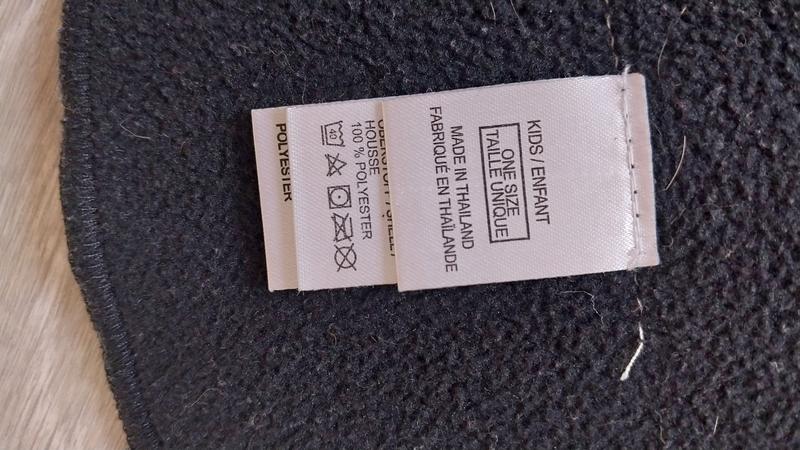 KIDS / ENFANT
ONE SIZE
TAILLE UNIQUE
MADE IN THAILAND
FABRIQUÉ EN THAÏLANDE
HOUSSE
100 % POLYESTER
40
POLYESTER